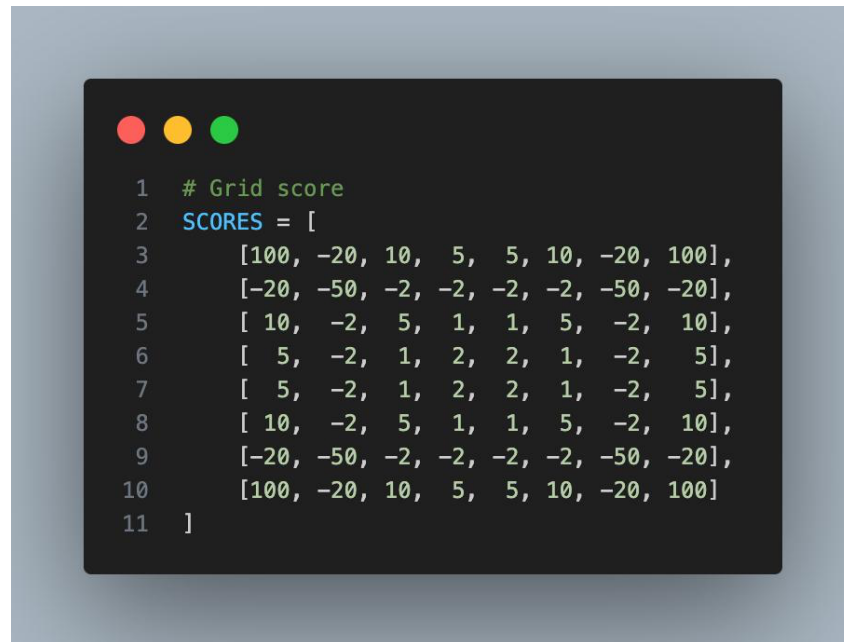 1 # Grid score
2 SCORES = [
3     [100, -20, 10,  5,  5, 10, -20, 100],
4     [-20, -50, -2, -2, -2, -2, -50, -20],
5     [ 10,  -2,  5,  1,  1,  5,  -2,  10],
6     [  5,  -2,  1,  2,  2,  1,  -2,   5],
7     [  5,  -2,  1,  2,  2,  1,  -2,   5],
8     [ 10,  -2,  5,  1,  1,  5,  -2,  10],
9     [-20, -50, -2, -2, -2, -2, -50, -20],
10     [100, -20, 10,  5,  5, 10, -20, 100]
11 ]